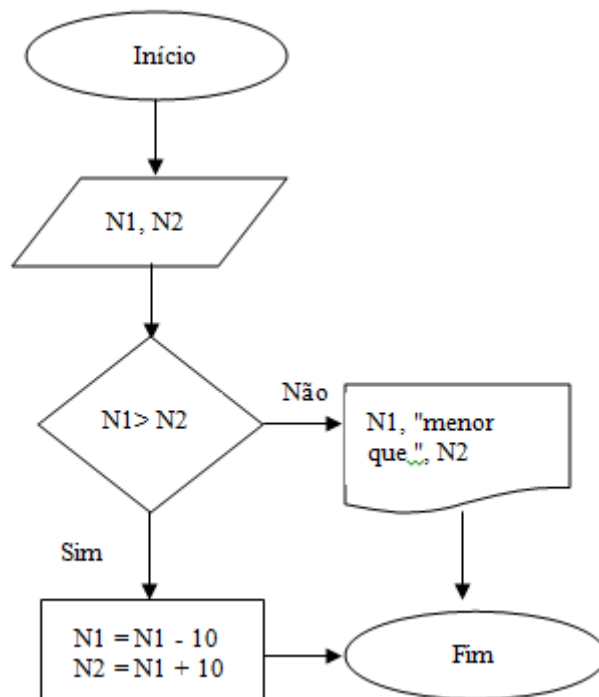 Início
N1, N2
N1> N2
Não
N1, "menor
que ", N2
Sim
N1 = N1 - 10
N2 = N1 + 10
Fim